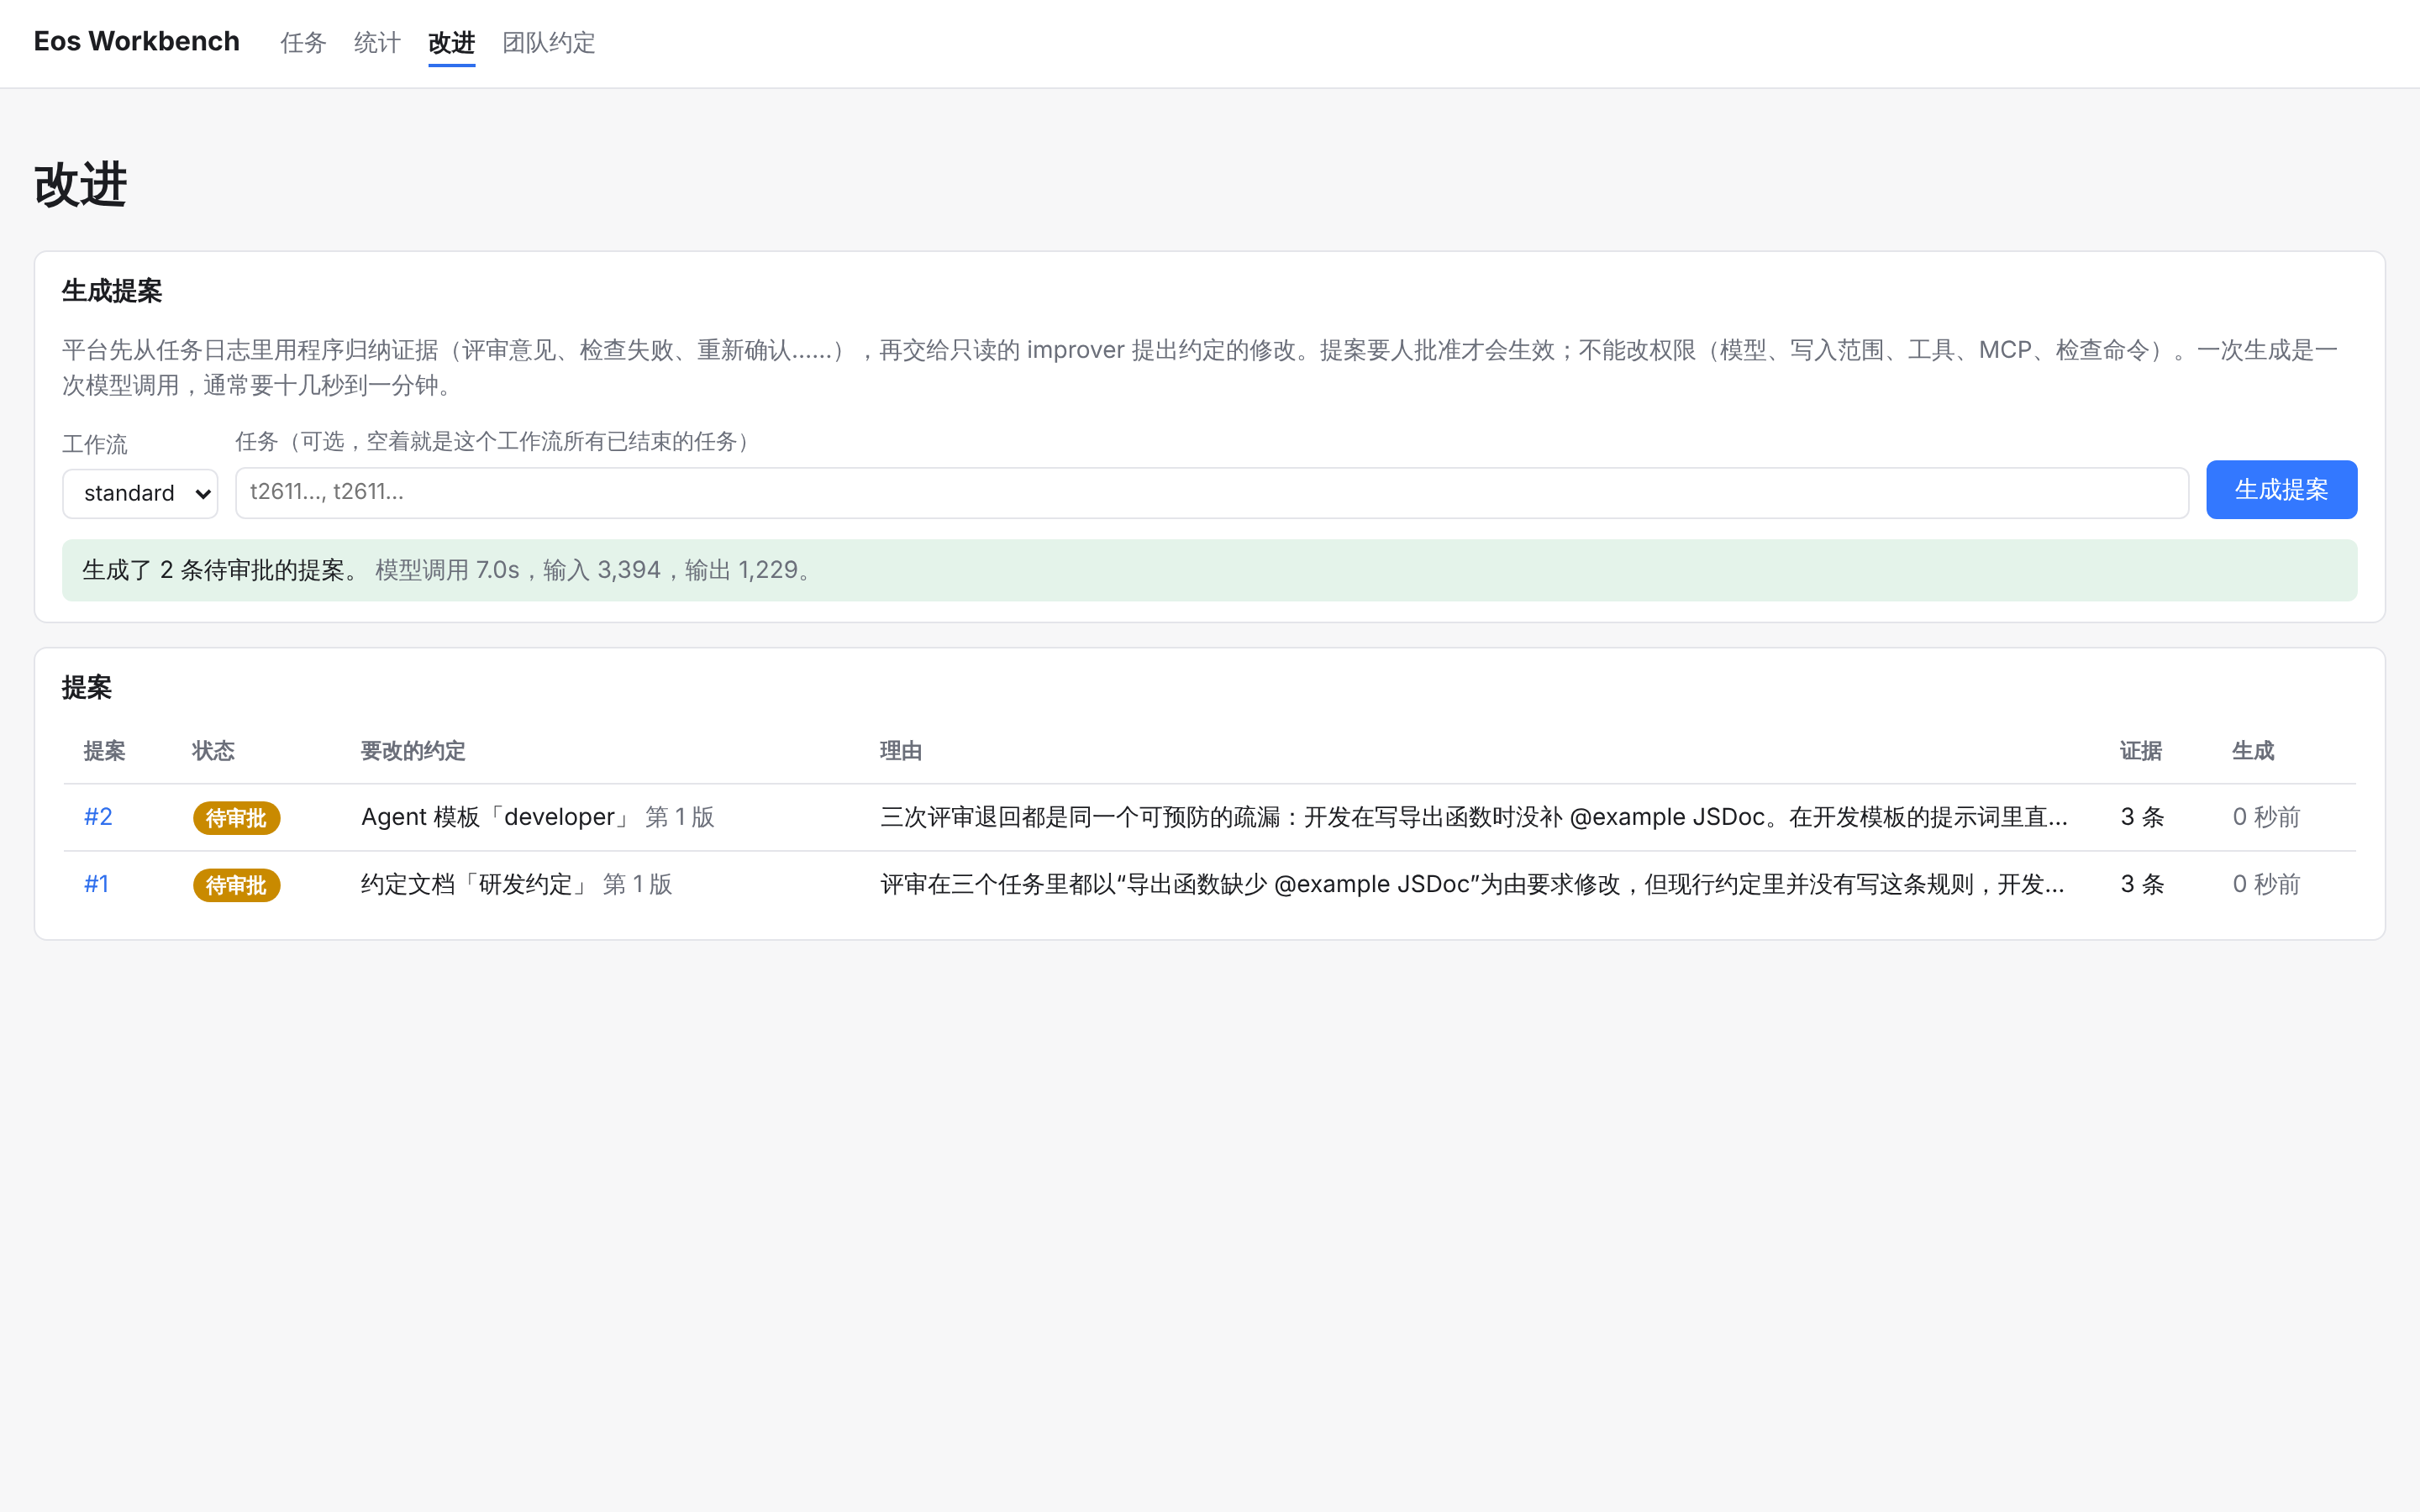 Eos Workbench 任务 统计 改进 团队约定
改进
生成提案
平台先从任务日志里用程序归纳证据（评审意见、检查失败、重新确认……），再交给只读的 improver 提出约定的修改。提案要人批准才会生效；不能改权限（模型、写入范围、工具、MCP、检查命令）。一次生成是一
次模型调用，通常要十几秒到一分钟。
工作流 任务（可选，空着就是这个工作流所有已结束的任务）
standard t2611…, t2611… 生成提案
生成了 2 条待审批的提案。 模型调用 7.0s，输入 3,394，输出 1,229。
提案
提案 状态 要改的约定 理由 证据 生成
#2 待审批 Agent 模板「developer」 第 1 版 三次评审退回都是同一个可预防的疏漏：开发在写导出函数时没补 @example JSDoc。在开发模板的提示词里直… 3 条 0 秒前
#1 待审批 约定文档「研发约定」 第 1 版 评审在三个任务里都以“导出函数缺少 @example JSDoc”为由要求修改，但现行约定里并没有写这条规则，开发… 3 条 0 秒前